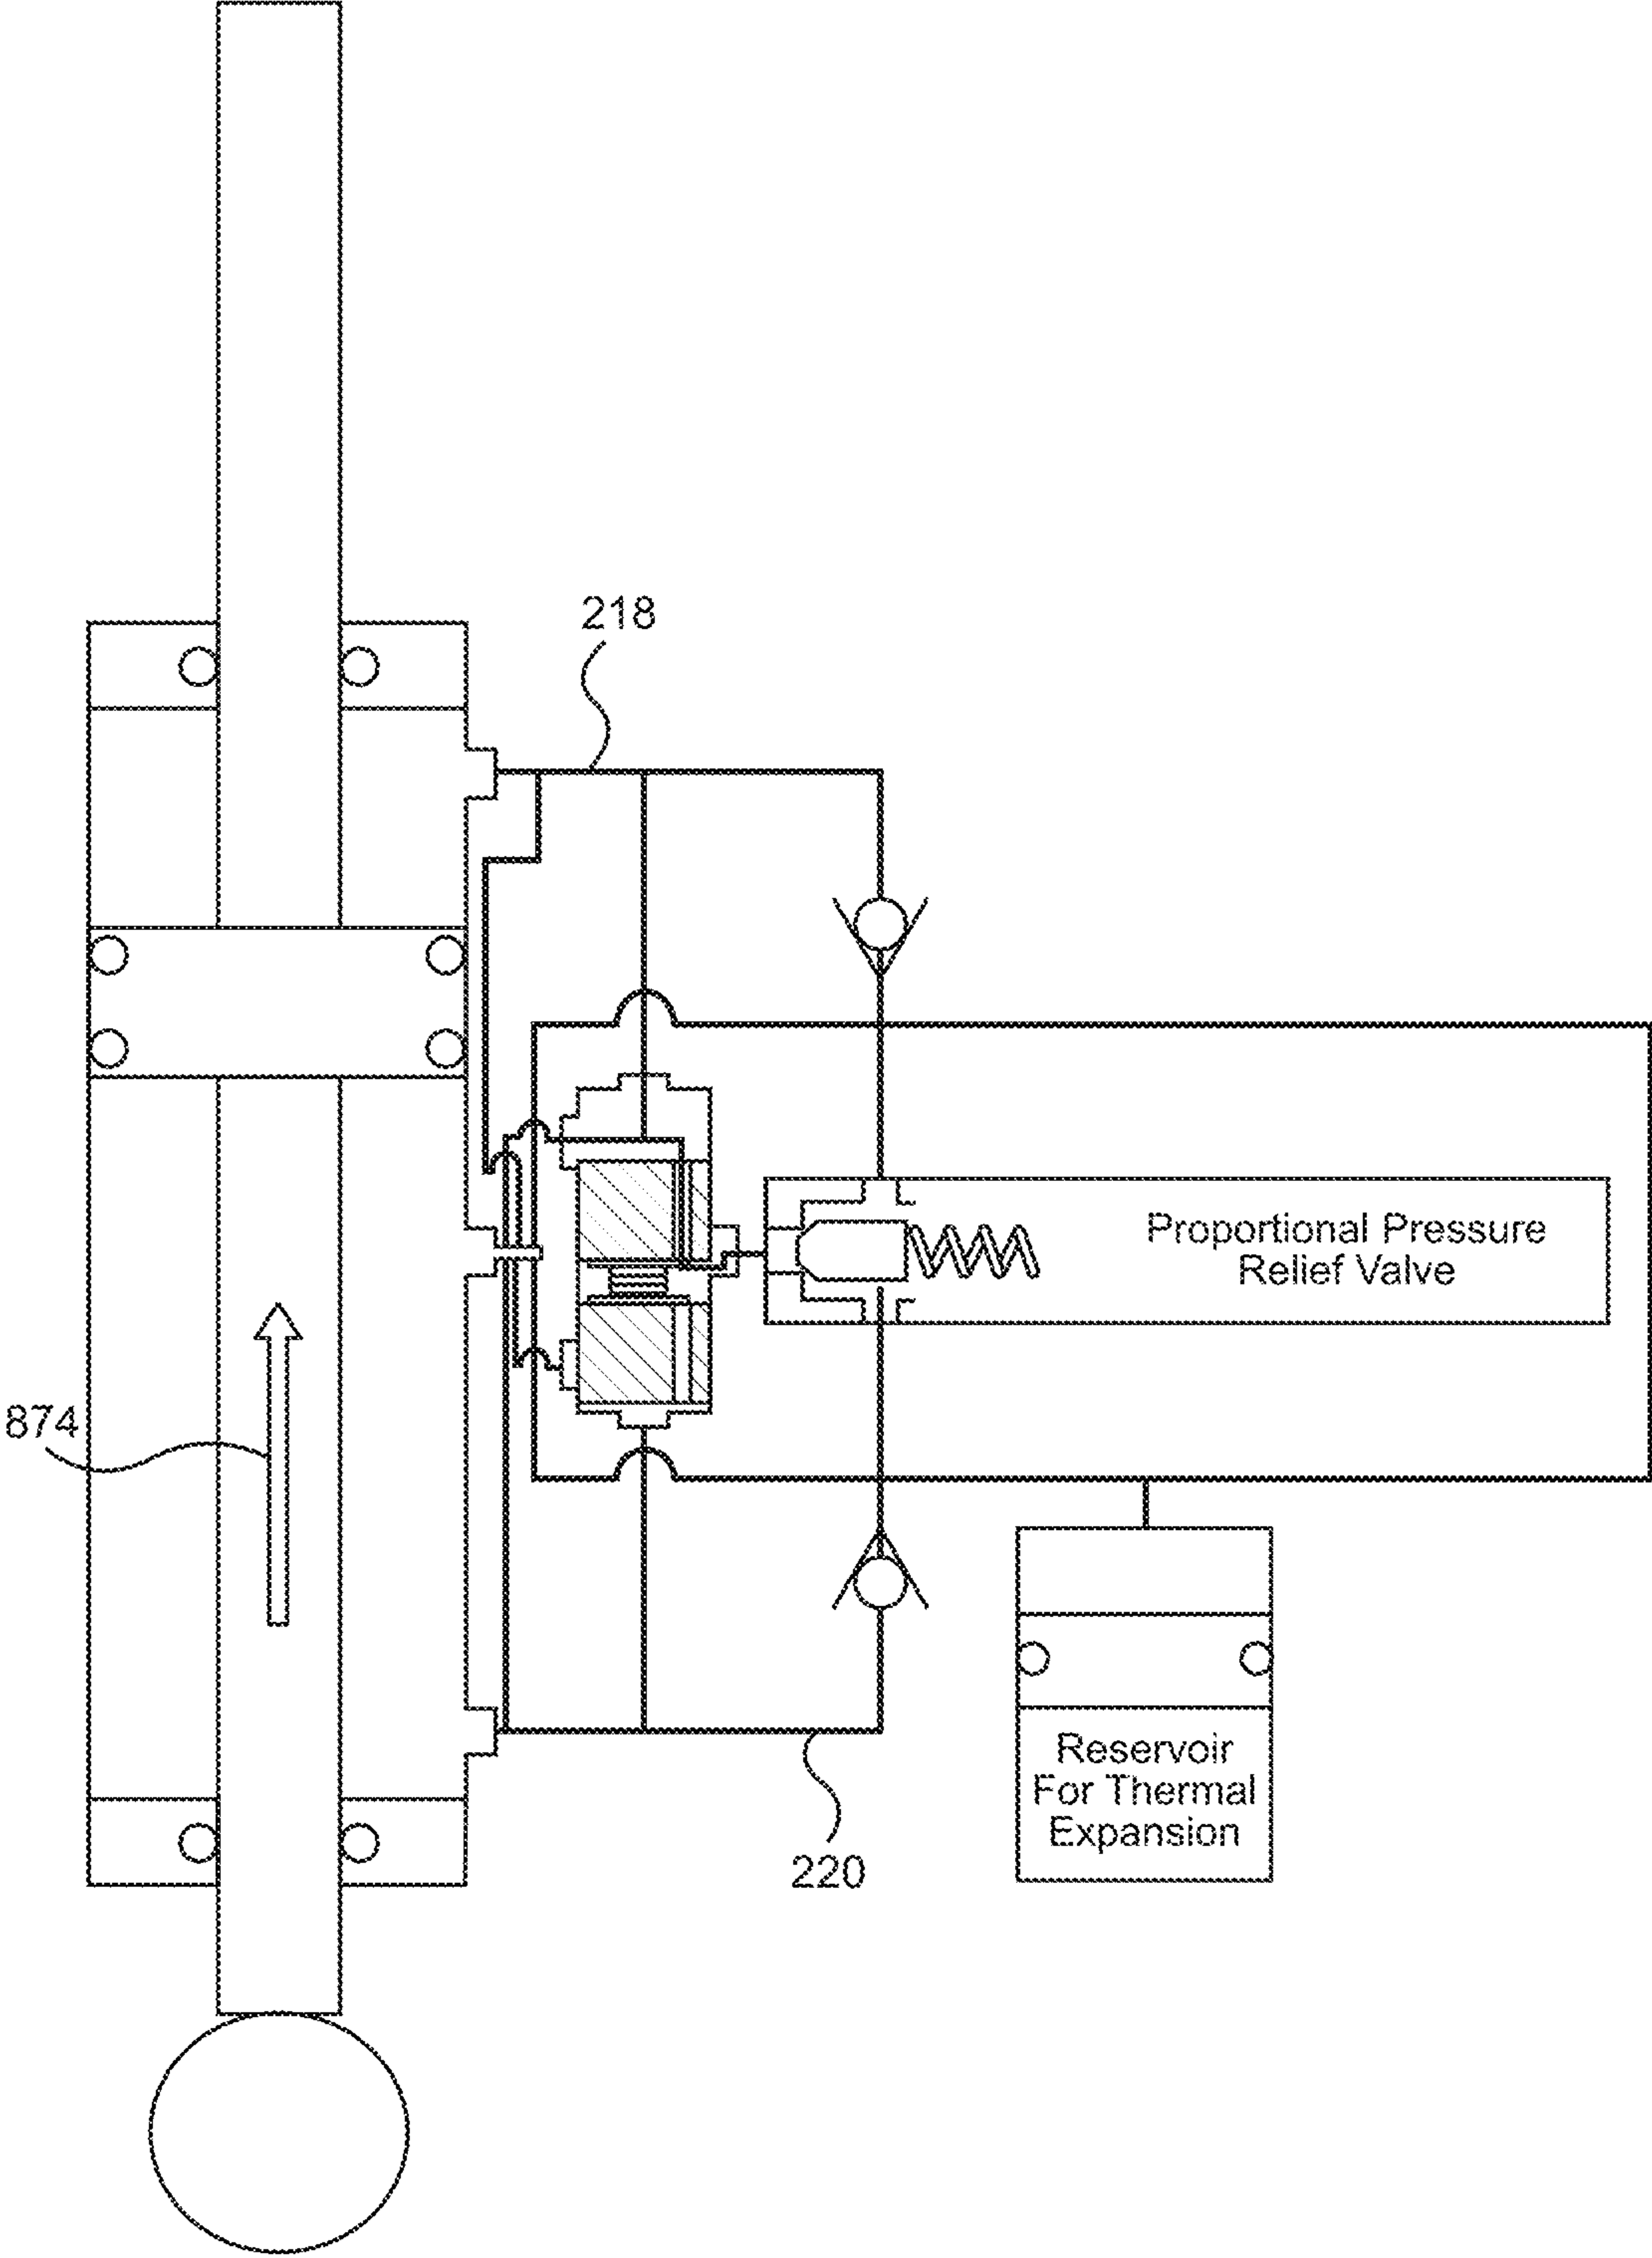 218
Proportional Pressure
Relief Valve
874
Reservoir
For Thermal
Expansion
220